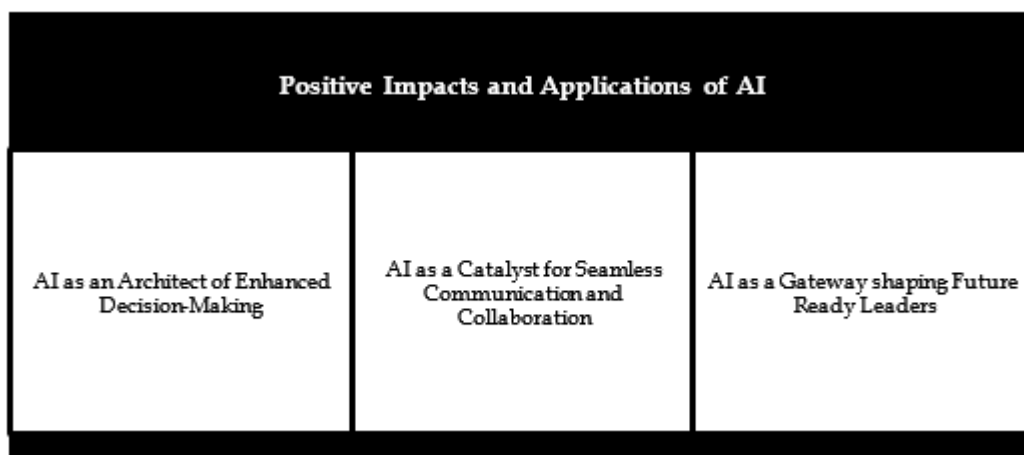 Positive Impacts and Applications of AI
AI as an Architect of Enhanced
Decision-Making
AI as a Catalyst for Seamless
Communication and
Collaboration
AI as a Gateway shaping Future
Ready Leaders